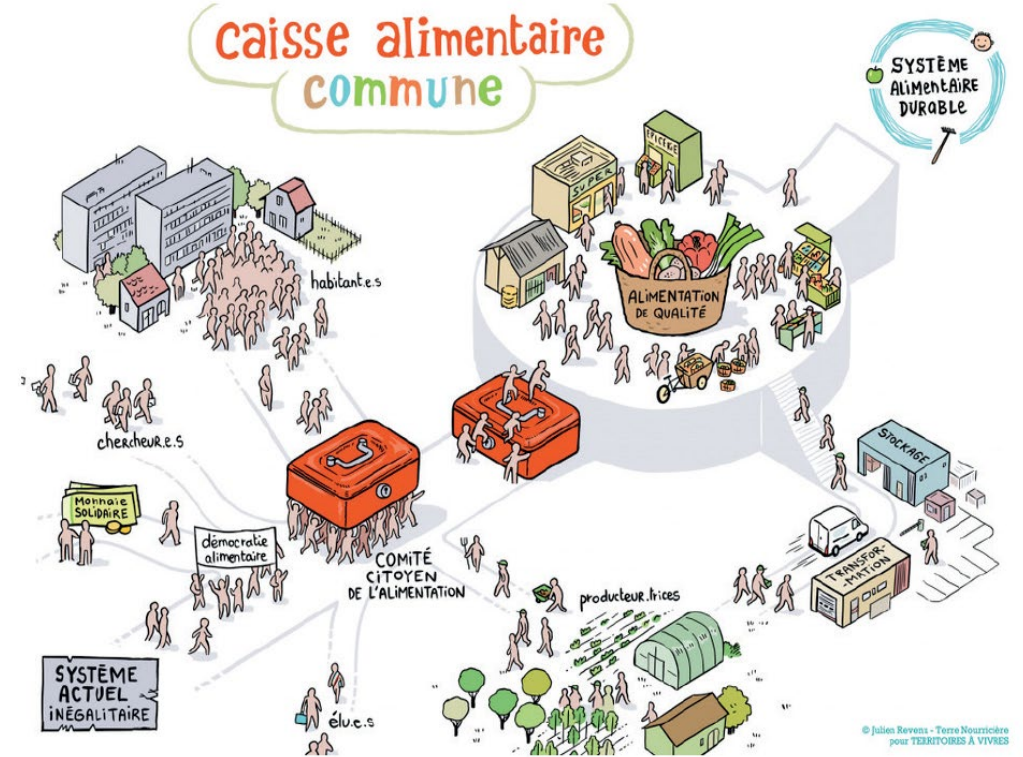 Caisse alimentaire
commune
SYSTÈME
ALIMENTAIRE
DURABLE
ÉPICERIE
SUPER
habitant.e.s
ALIMENTATION
DE QUALITÉ
chercheur.e.s
STOCKAGE
Monnaie
SOLIDAIRE
démocratie
alimentaire
COMITÉ
CITOYEN
DE L'ALIMENTATION
TRANSFOR-
MATION
producteur.trices
SYSTÈME
ACTUEL
INÉGALITAIRE
élu.e.s
© Julien Revenu - Terre Nourricière
pour TERRITOIRES À VIVRES